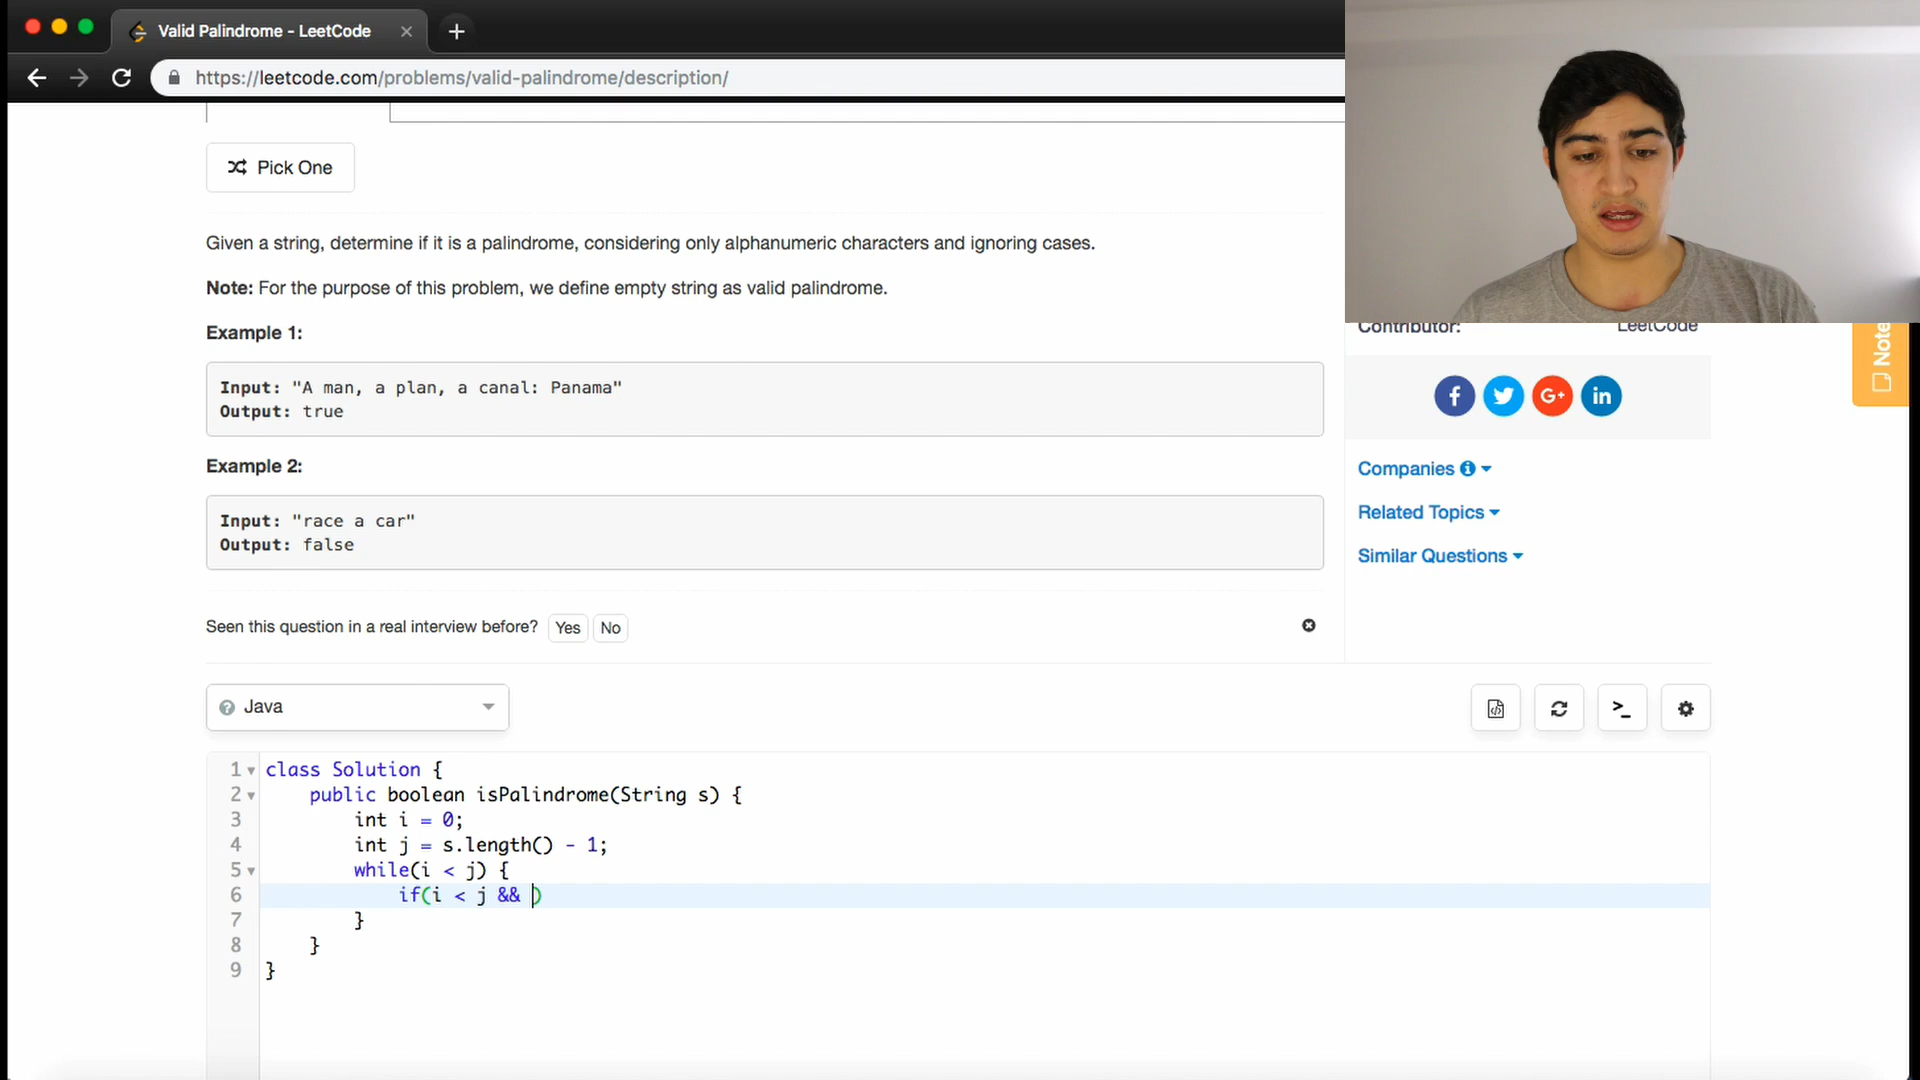 Valid Palindrome - LeetCode
https://leetcode.com/problems/valid-palindrome/description/
Pick One
Given a string, determine if it is a palindrome, considering only alphanumeric characters and ignoring cases.
Note: For the purpose of this problem, we define empty string as valid palindrome.
Example 1:
Input: "A man, a plan, a canal: Panama"
Output: true
Example 2:
Input: "race a car"
Output: false
Seen this question in a real interview before? Yes No
Contributor: LeetCode
Note
f G+ in
Companies
Related Topics
Similar Questions
Java
>_
1 class Solution {
2 public boolean isPalindrome(String s) {
3 int i = 0;
4 int j = s.length() - 1;
5 while(i < j) {
6 if(i < j && )
7 }
8 }
9 }